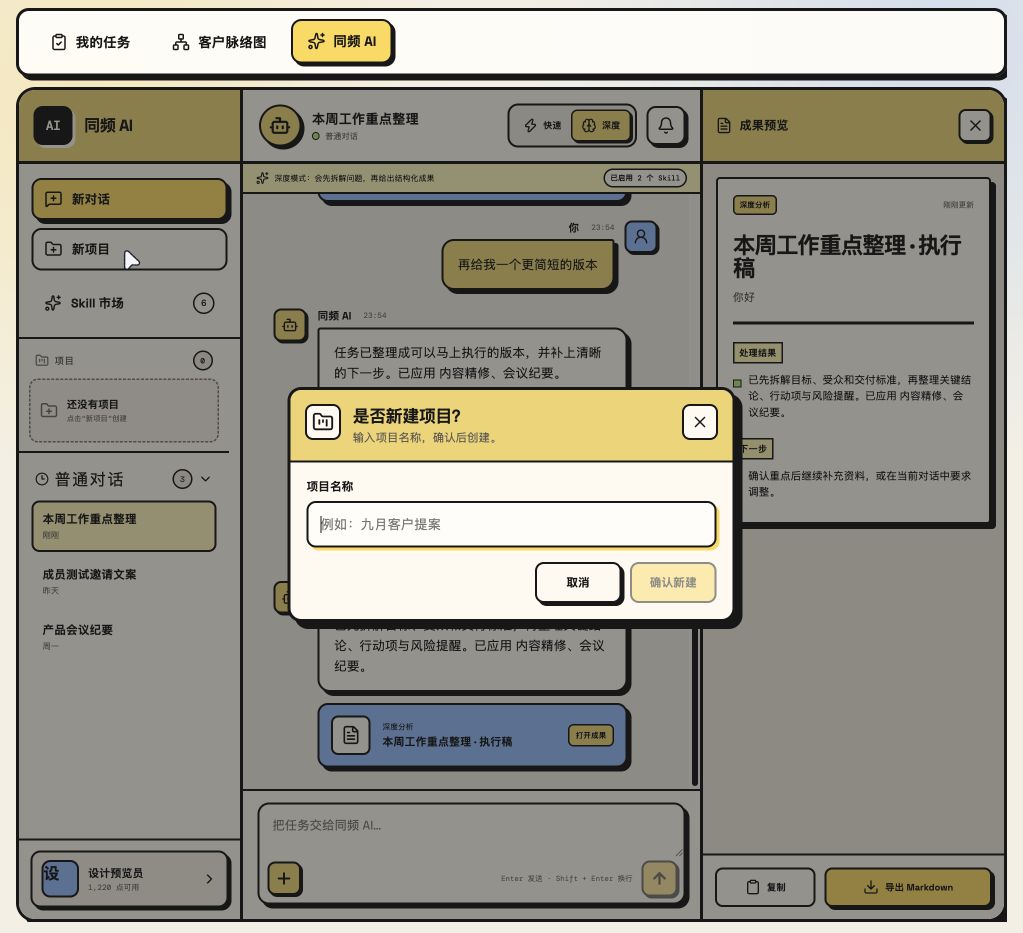 我的任务
客户脉络图
同频 AI
AI
同频 AI
新对话
新项目
Skill 市场
6
项目
0
还没有项目
点击"新项目"创建
普通对话
3
本周工作重点整理
刚刚
成员测试邀请文案
昨天
产品会议纪要
周一
设
设计预览员
1,220 点可用
本周工作重点整理
普通对话
快速
深度
深度模式：会先拆解问题，再给出结构化成果
已启用 2 个 Skill
你 23:54
再给我一个更简短的版本
同频 AI 23:54
任务已整理成可以马上执行的版本，并补上清晰
的下一步。已应用 内容精修、会议纪要。
是否新建项目?
输入项目名称，确认后创建。
项目名称
例如：九月客户提案
取消
确认新建
论、行动项与风险提醒。已应用 内容精修、会议
纪要。
深度分析
本周工作重点整理·执行稿
打开成果
把任务交给同频 AI…
Enter 发送 · Shift + Enter 换行
成果预览
深度分析
刚刚更新
本周工作重点整理·执行
稿
你好
处理结果
已先拆解目标、受众和交付标准，再整理关键结
论、行动项与风险提醒。已应用 内容精修、会
议纪要。
下一步
确认重点后继续补充资料，或在当前对话中要求
调整。
复制
导出 Markdown